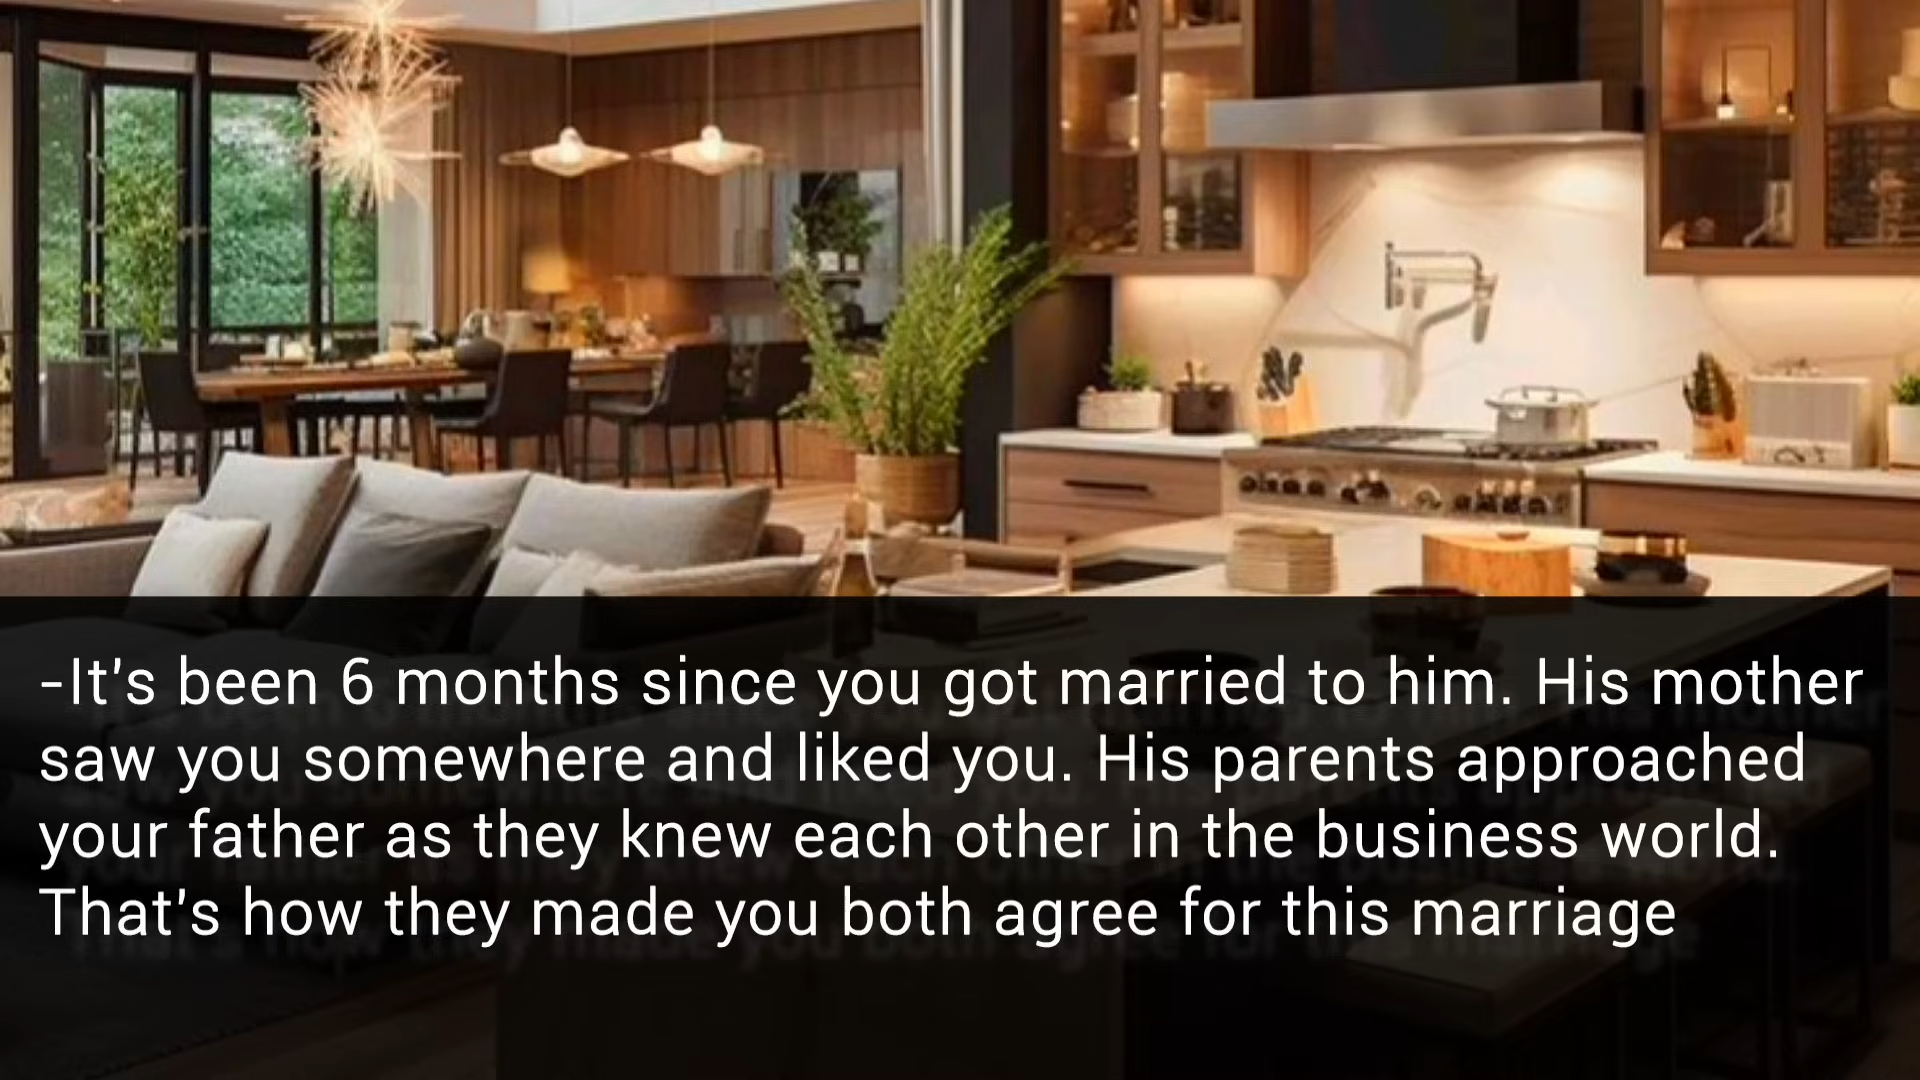 -It's been 6 months since you got married to him. His mother
saw you somewhere and liked you. His parents approached
your father as they knew each other in the business world.
That's how they made you both agree for this marriage